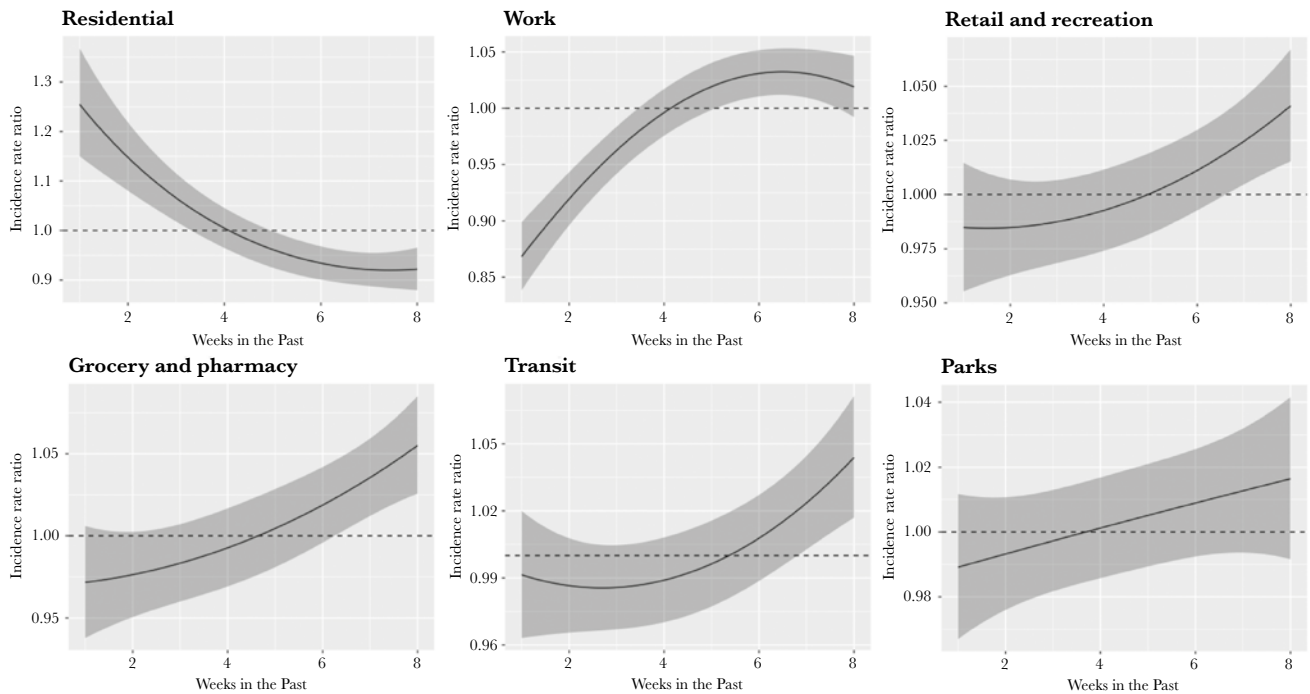 Residential
Incidence rate ratio
1.3
1.2
1.1
1.0
0.9
2 4 6 8
Weeks in the Past
Work
Incidence rate ratio
1.05
1.00
0.95
0.90
0.85
2 4 6 8
Weeks in the Past
Retail and recreation
Incidence rate ratio
1.050
1.025
1.000
0.975
0.950
2 4 6 8
Weeks in the Past
Grocery and pharmacy
Incidence rate ratio
1.05
1.00
0.95
2 4 6 8
Weeks in the Past
Transit
Incidence rate ratio
1.05
1.02
0.99
0.96
2 4 6 8
Weeks in the Past
Parks
Incidence rate ratio
1.04
1.02
1.00
0.98
2 4 6 8
Weeks in the Past